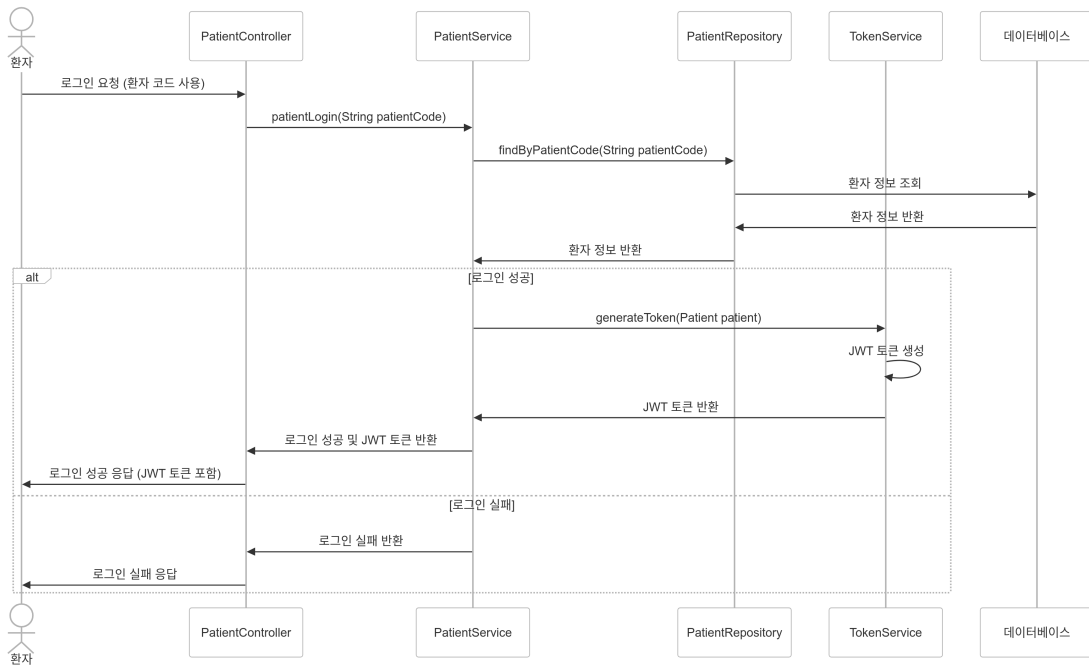 환자
PatientController
PatientService
PatientRepository
TokenService
데이터베이스
로그인 요청 (환자 코드 사용)
patientLogin(String patientCode)
findByPatientCode(String patientCode)
환자 정보 조회
환자 정보 반환
환자 정보 반환
alt
[로그인 성공]
generateToken(Patient patient)
JWT 토큰 생성
JWT 토큰 반환
로그인 성공 및 JWT 토큰 반환
로그인 성공 응답 (JWT 토큰 포함)
[로그인 실패]
로그인 실패 반환
로그인 실패 응답
환자
PatientController
PatientService
PatientRepository
TokenService
데이터베이스